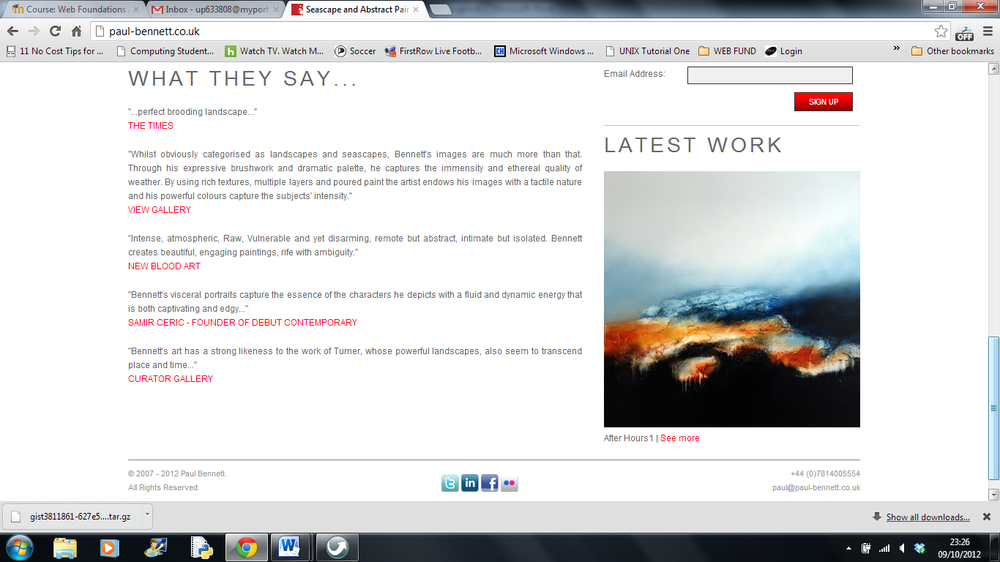 Course: Web Foundations
Inbox - up633808@myport
Seascape and Abstract Pain
paul-bennett.co.uk
OFF
11 No Cost Tips for ...
Computing Student...
Watch TV. Watch M...
Soccer
FirstRow Live Footb...
Microsoft Windows ...
UNIX Tutorial One
WEB FUND
Login
»
Other bookmarks
WHAT THEY SAY...
"...perfect brooding landscape..."
THE TIMES
"Whilst obviously categorised as landscapes and seascapes, Bennett's images are much more than that.
Through his expressive brushwork and dramatic palette, he captures the immensity and ethereal quality of
weather. By using rich textures, multiple layers and poured paint the artist endows his images with a tactile nature
and his powerful colours capture the subjects' intensity."
VIEW GALLERY
"Intense, atmospheric, Raw, Vulnerable and yet disarming, remote but abstract, intimate but isolated. Bennett
creates beautiful, engaging paintings, rife with ambiguity."
NEW BLOOD ART
"Bennett's visceral portraits capture the essence of the characters he depicts with a fluid and dynamic energy that
is both captivating and edgy..."
SAMIR CERIC - FOUNDER OF DEBUT CONTEMPORARY
"Bennett's art has a strong likeness to the work of Turner, whose powerful landscapes, also seem to transcend
place and time..."
CURATOR GALLERY
Email Address:
SIGN UP
LATEST WORK
After Hours1 | See more
© 2007 - 2012 Paul Bennett.
All Rights Reserved
+44 (0)7814005554
paul@paul-bennett.co.uk
gist3811861-627e5....tar.gz
Show all downloads...
23:26
09/10/2012